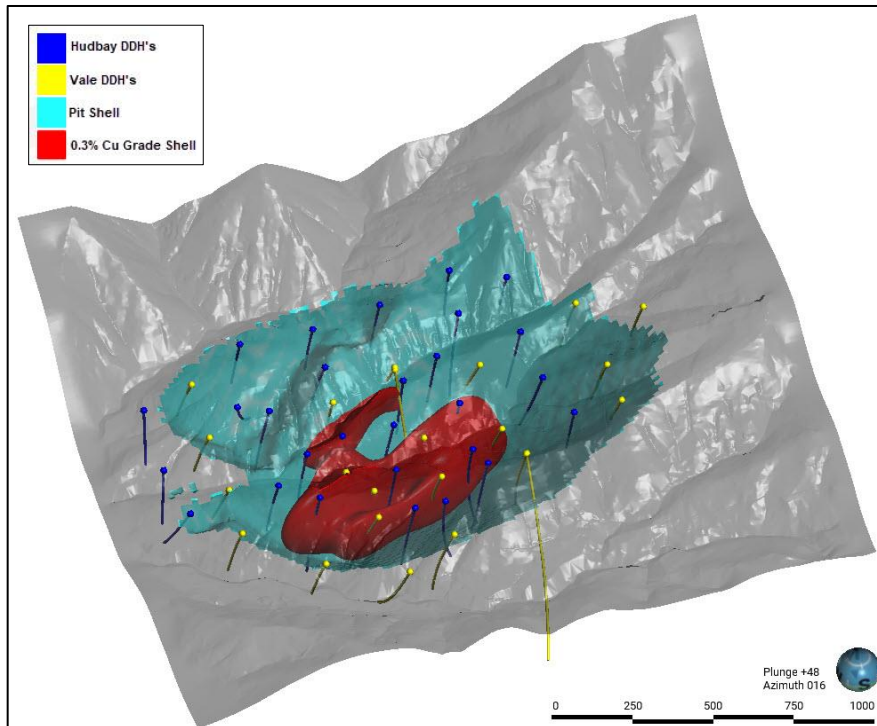 Hudbay DDH's
Vale DDH's
Pit Shell
0.3% Cu Grade Shell
Plunge +48
Azimuth 016
0 250 500 750 1000
S